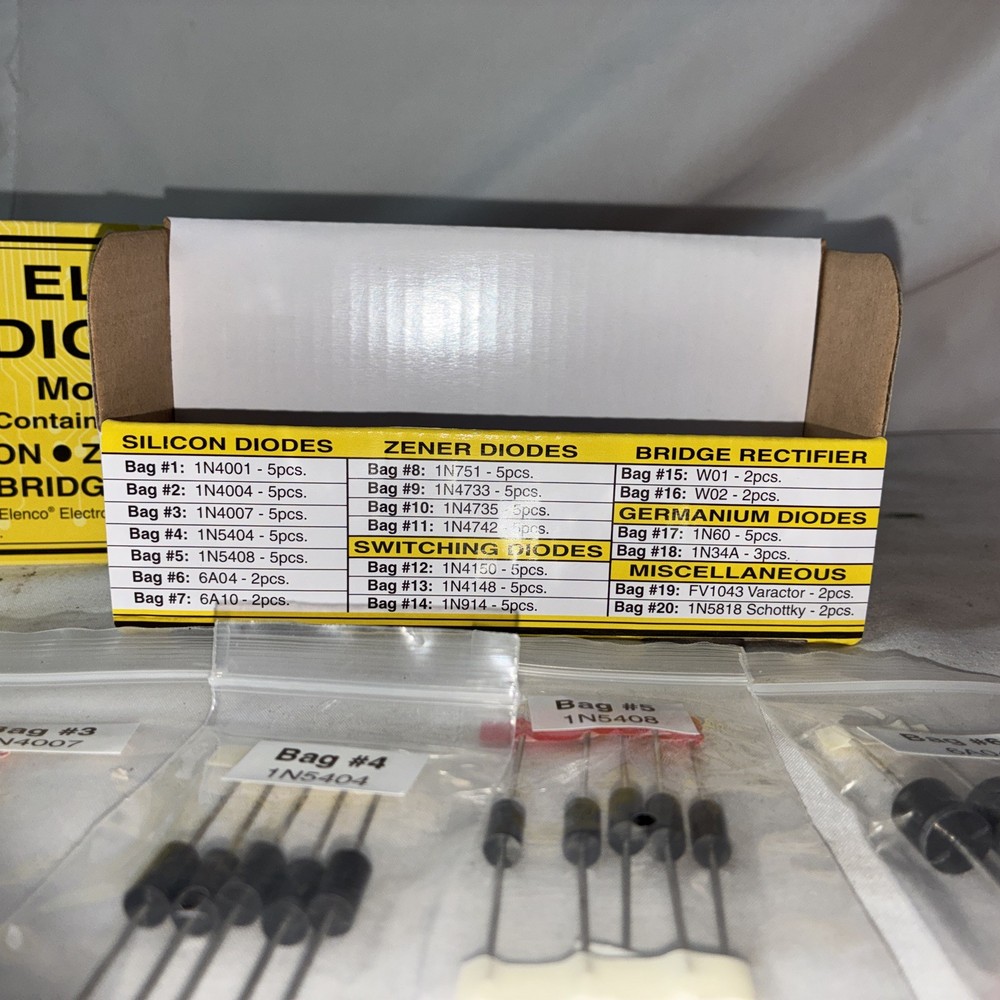 EL
DIO
Mo
Contain
ON ● Z
BRIDG
Elenco® Electro
SILICON DIODES
Bag #1: 1N4001 - 5pcs.
Bag #2: 1N4004 - 5pcs.
Bag #3: 1N4007 - 5pcs.
Bag #4: 1N5404 - 5pcs.
Bag #5: 1N5408 - 5pcs.
Bag #6: 6A04 - 2pcs.
Bag #7: 6A10 - 2pcs.
ZENER DIODES
Bag #8: 1N751 - 5pcs.
Bag #9: 1N4733 - 5pcs.
Bag #10: 1N4735 - 5pcs.
Bag #11: 1N4742 - 5pcs.
SWITCHING DIODES
Bag #12: 1N4150 - 5pcs.
Bag #13: 1N4148 - 5pcs.
Bag #14: 1N914 - 5pcs.
BRIDGE RECTIFIER
Bag #15: W01 - 2pcs.
Bag #16: W02 - 2pcs.
GERMANIUM DIODES
Bag #17: 1N60 - 5pcs.
Bag #18: 1N34A - 3pcs.
MISCELLANEOUS
Bag #19: FV1043 Varactor - 2pcs.
Bag #20: 1N5818 Schottky - 2pcs.
Bag #3
N4007
Bag #4
1N5404
Bag #5
1N5408
Bag #6
6A0